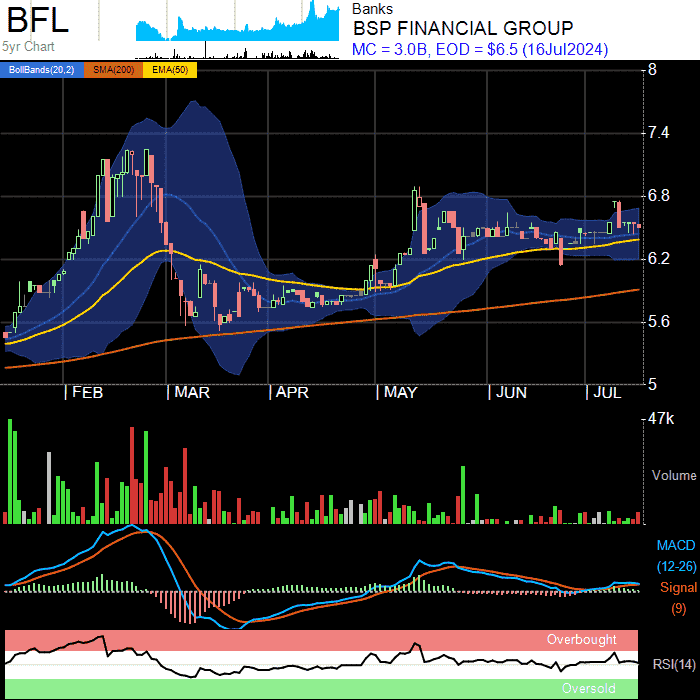 BFL
5yr Chart
Banks
BSP FINANCIAL GROUP
MC = 3.0B, EOD = $6.5 (16Jul2024)
BollBands(20,2) SMA(200) EMA(50)
8
7.4
6.8
6.2
5.6
5
| FEB | MAR | APR | MAY | JUN | JUL
47k
Volume
MACD
(12-26)
Signal
(9)
Overbought
RSI(14)
Oversold